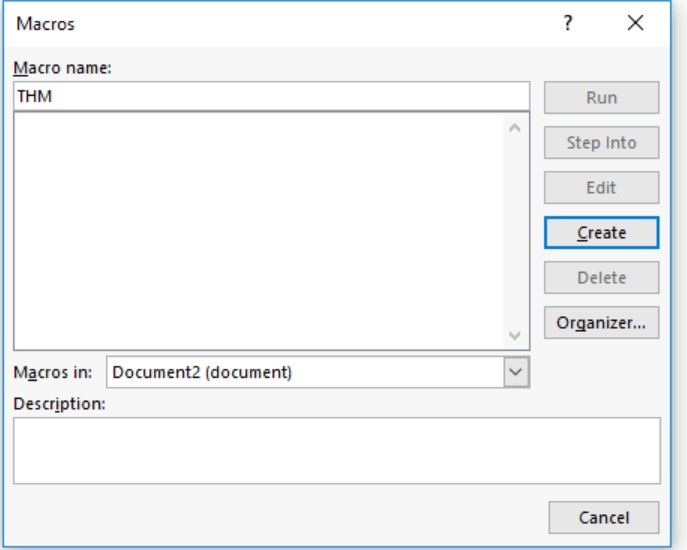 Macros
?
Macro name:
THM
Run
Step Into
Edit
Create
Delete
Organizer...
Macros in:
Document2 (document)
Description:
Cancel